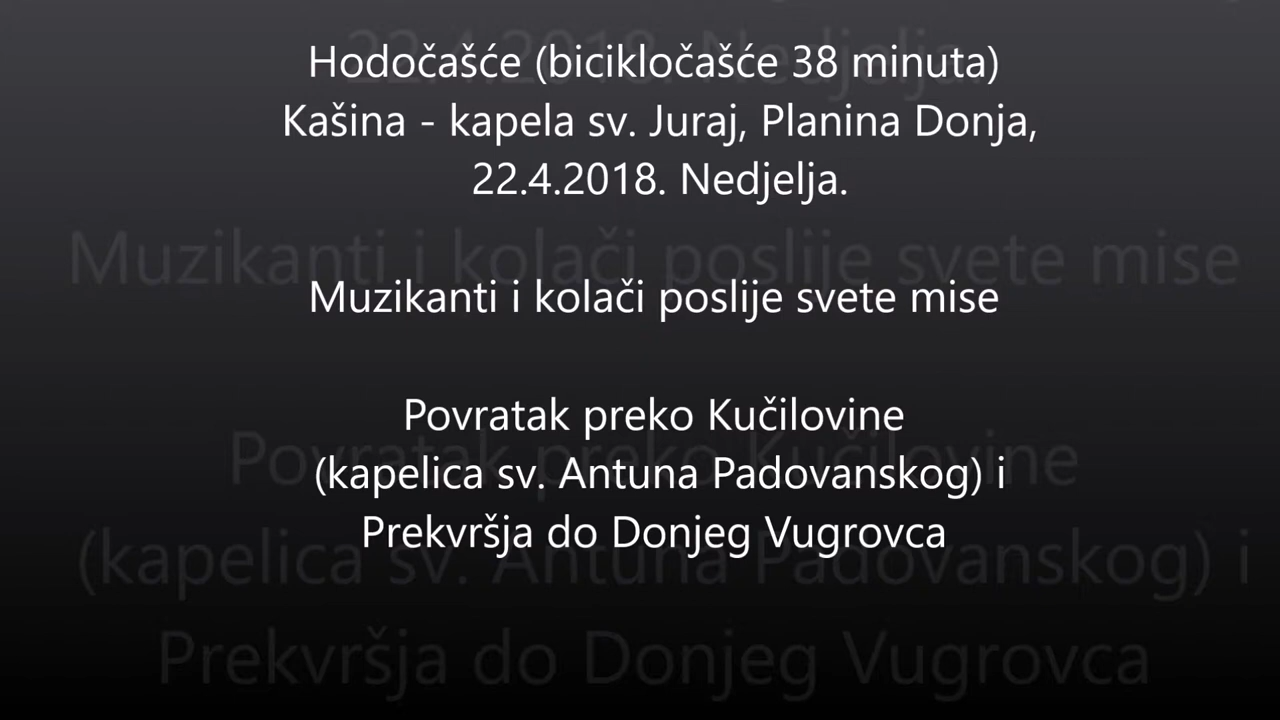 Hodočašće (bicikločašće 38 minuta)
Kašina - kapela sv. Juraj, Planina Donja,
22.4.2018. Nedjelja.
Muzikanti i kolači poslije svete mise
Povratak preko Kučilovine
(kapelica sv. Antuna Padovanskog) i
Prekvršja do Donjeg Vugrovca